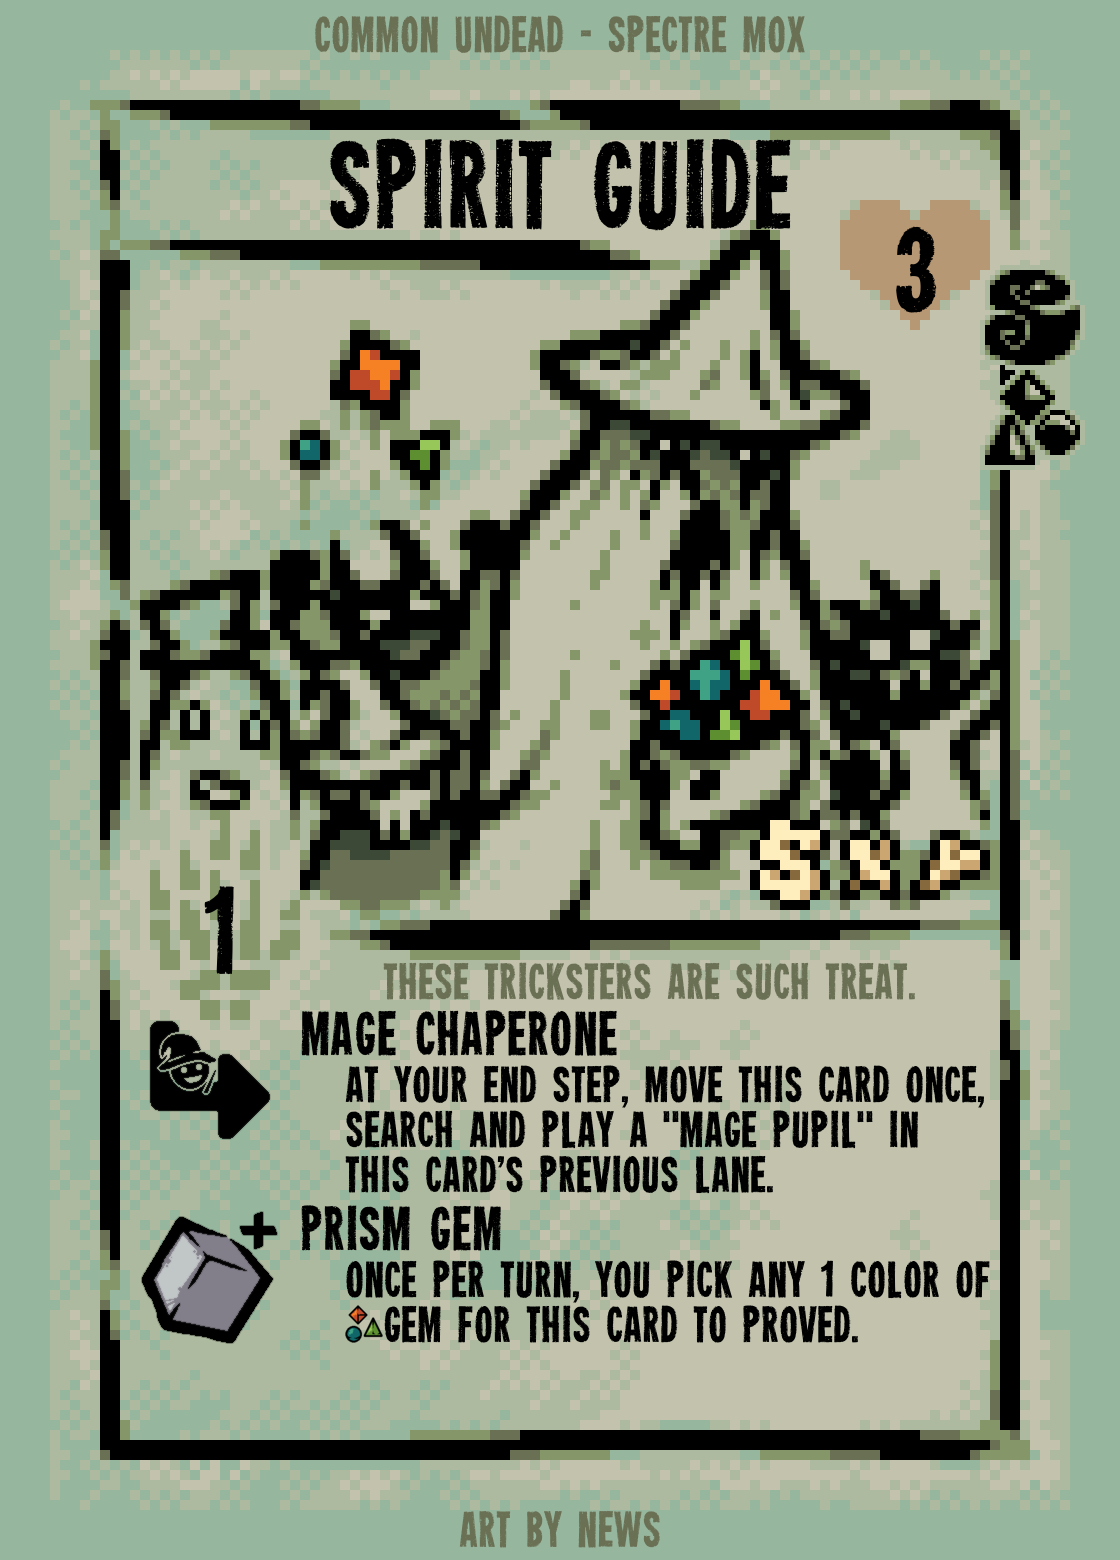 COMMON UNDEAD - SPECTRE MOX
SPIRIT GUIDE
3
S X Y
1
THESE TRICKSTERS ARE SUCH TREAT.
MAGE CHAPERONE
AT YOUR END STEP, MOVE THIS CARD ONCE,
SEARCH AND PLAY A "MAGE PUPIL" IN
THIS CARD'S PREVIOUS LANE.
+ PRISM GEM
ONCE PER TURN, YOU PICK ANY 1 COLOR OF
GEM FOR THIS CARD TO PROVED.
ART BY NEWS